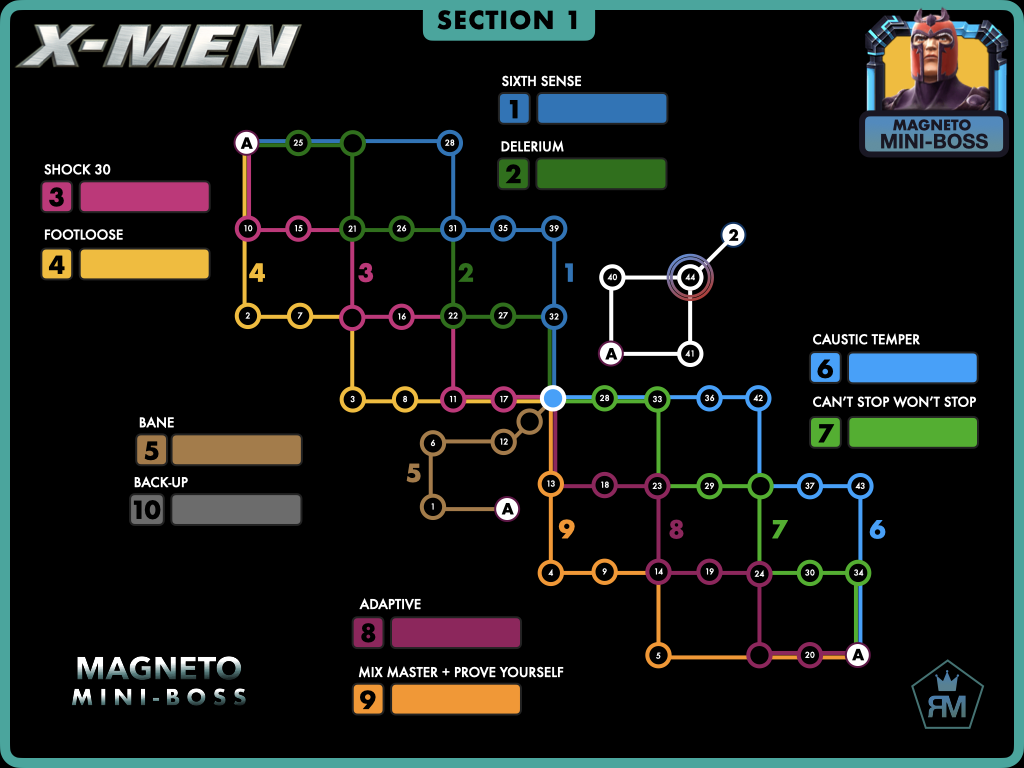 SECTION 1
X-MEN
MAGNETO
MINI-BOSS
SIXTH SENSE
1
DELERIUM
2
SHOCK 30
3
FOOTLOOSE
4
A 25 28
10 15 21 26 31 35 39
4 3 2 1
2 7 16 22 27 32
3 8 11 17 28 33 36 42
2
40 44
A 41
CAUSTIC TEMPER
6
CAN'T STOP WON'T STOP
7
BANE
5
BACK-UP
10
6 12
5
1 A
13 18 23 29 37 43
9 8 7 6
4 9 14 19 24 30 34
5 20 A
ADAPTIVE
8
MIX MASTER + PROVE YOURSELF
9
MAGNETO
MINI-BOSS
RM